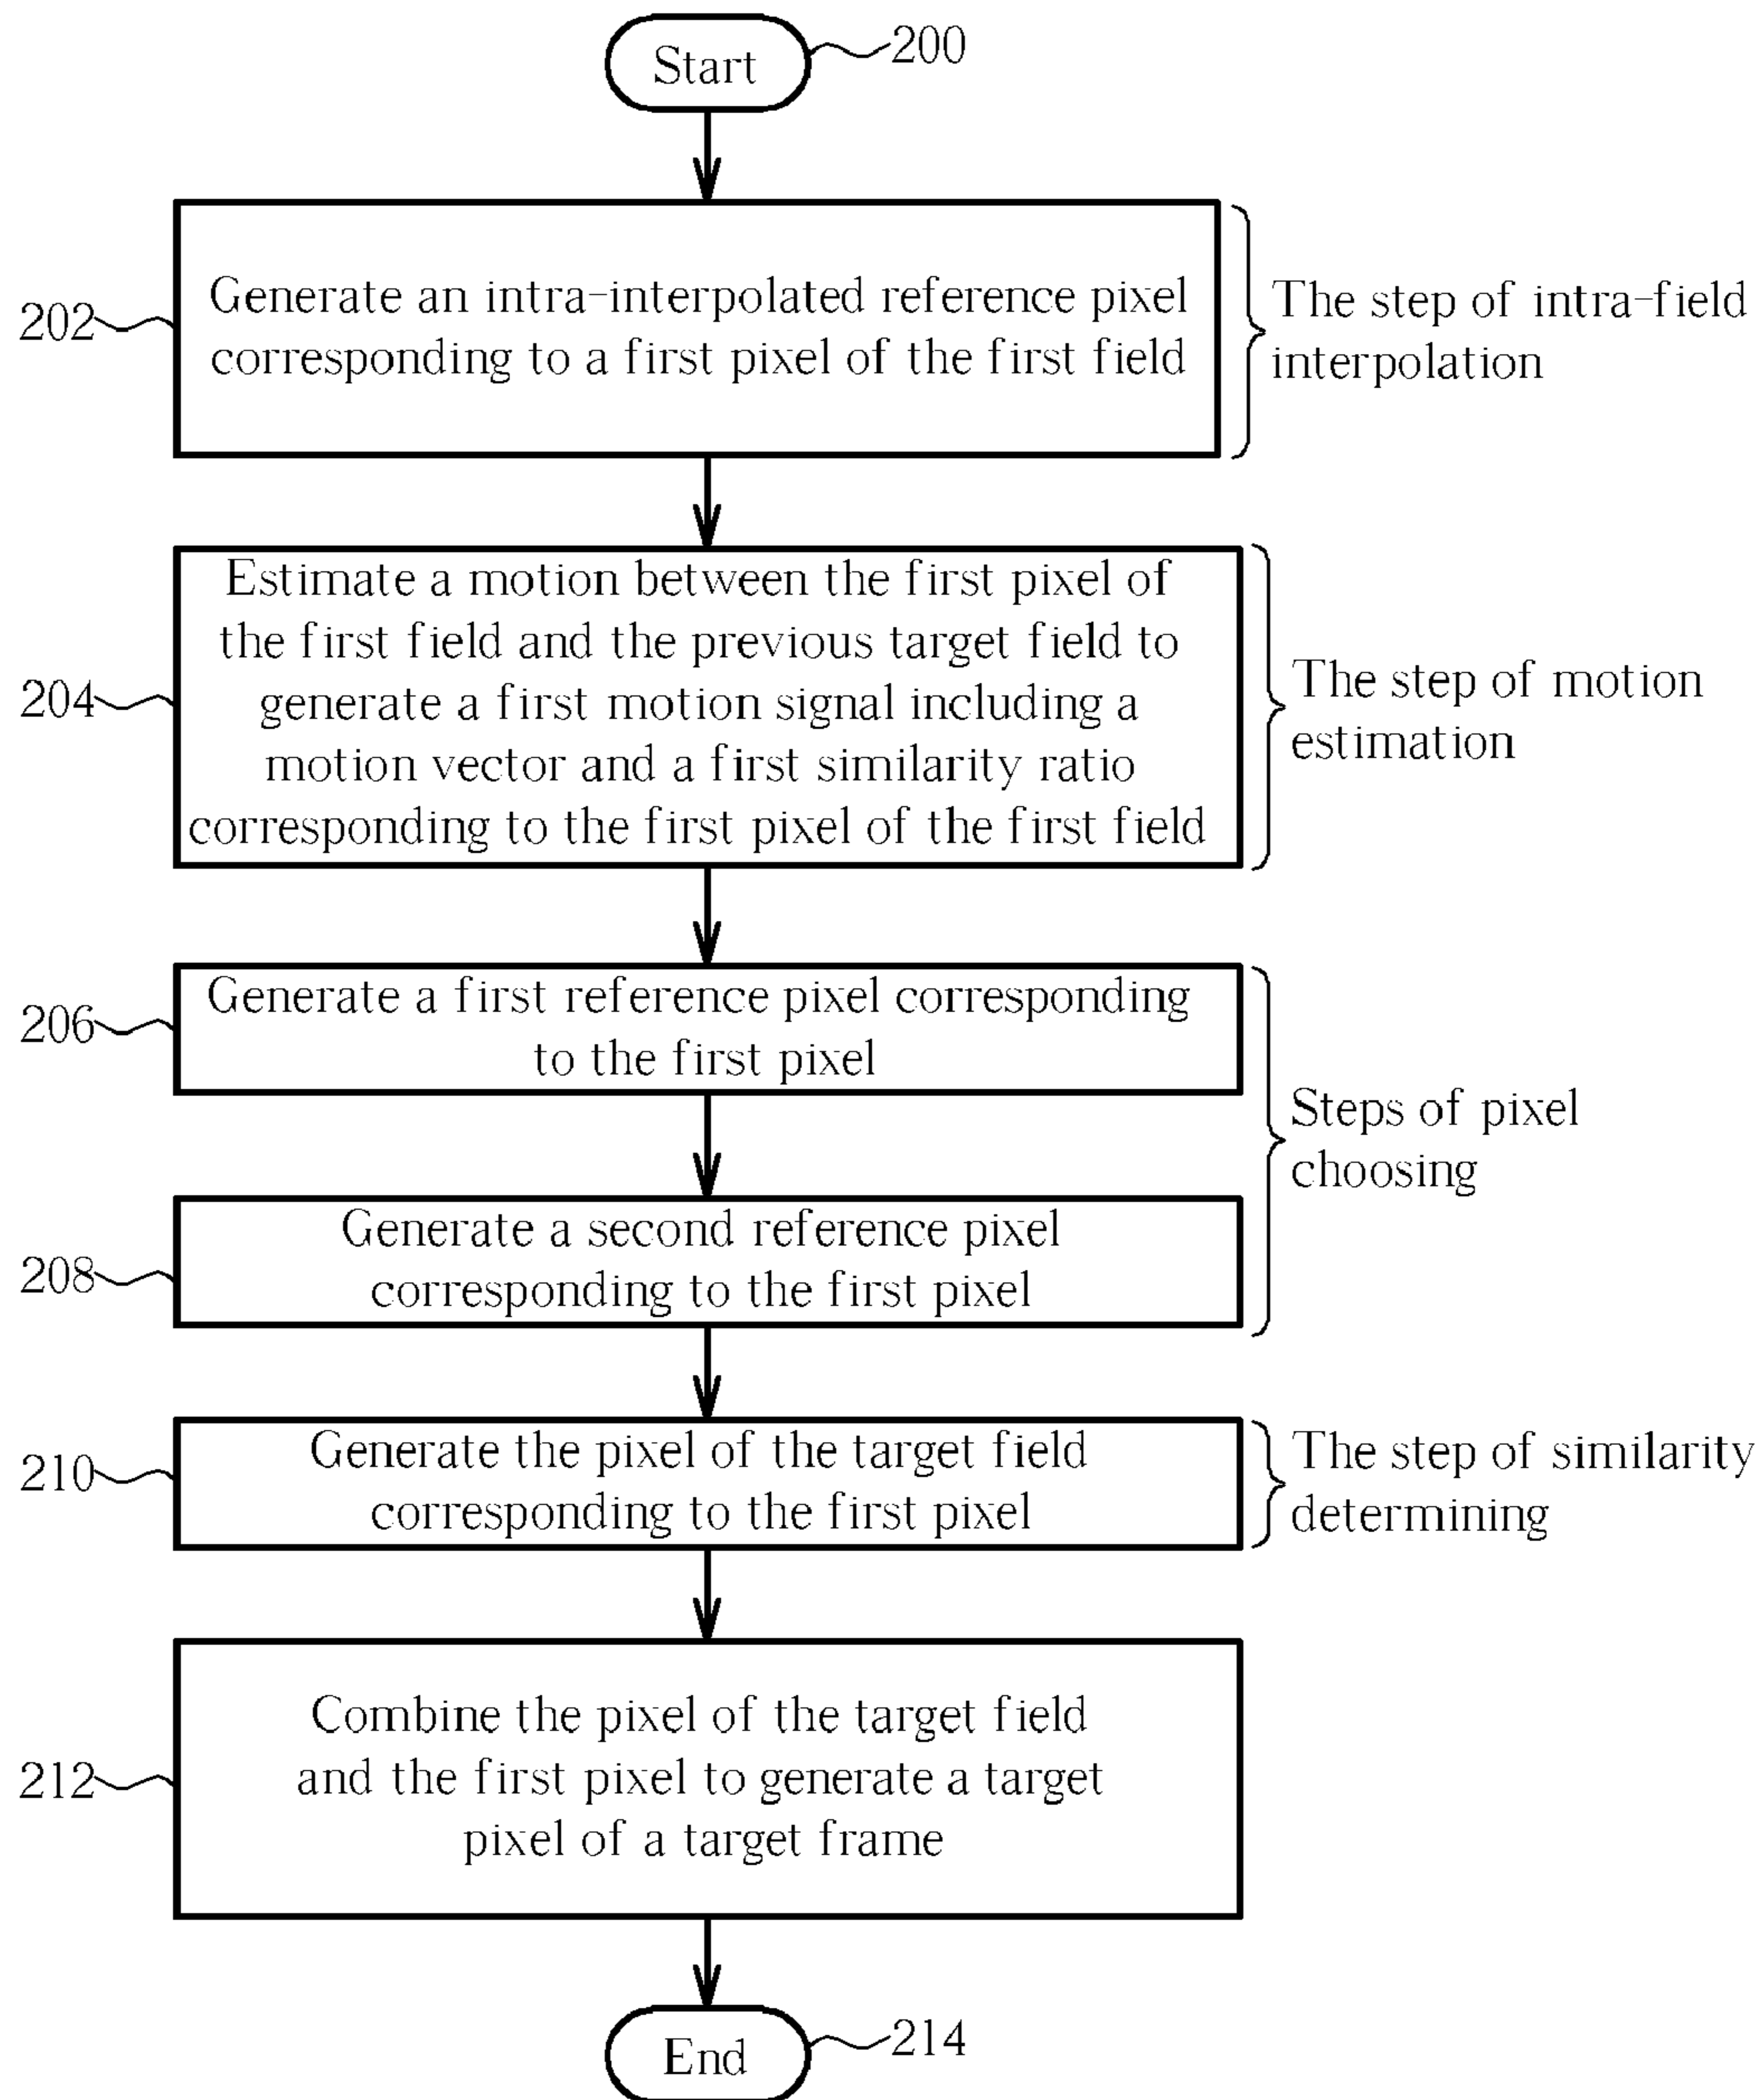 Start
200
202
Generate an intra-interpolated reference pixel
corresponding to a first pixel of the first field
The step of intra-field
interpolation
204
Estimate a motion between the first pixel of
the first field and the previous target field to
generate a first motion signal including a
motion vector and a first similarity ratio
corresponding to the first pixel of the first field
The step of motion
estimation
206
Generate a first reference pixel corresponding
to the first pixel
Steps of pixel
choosing
208
Generate a second reference pixel
corresponding to the first pixel
210
Generate the pixel of the target field
corresponding to the first pixel
The step of similarity
determining
212
Combine the pixel of the target field
and the first pixel to generate a target
pixel of a target frame
End
214